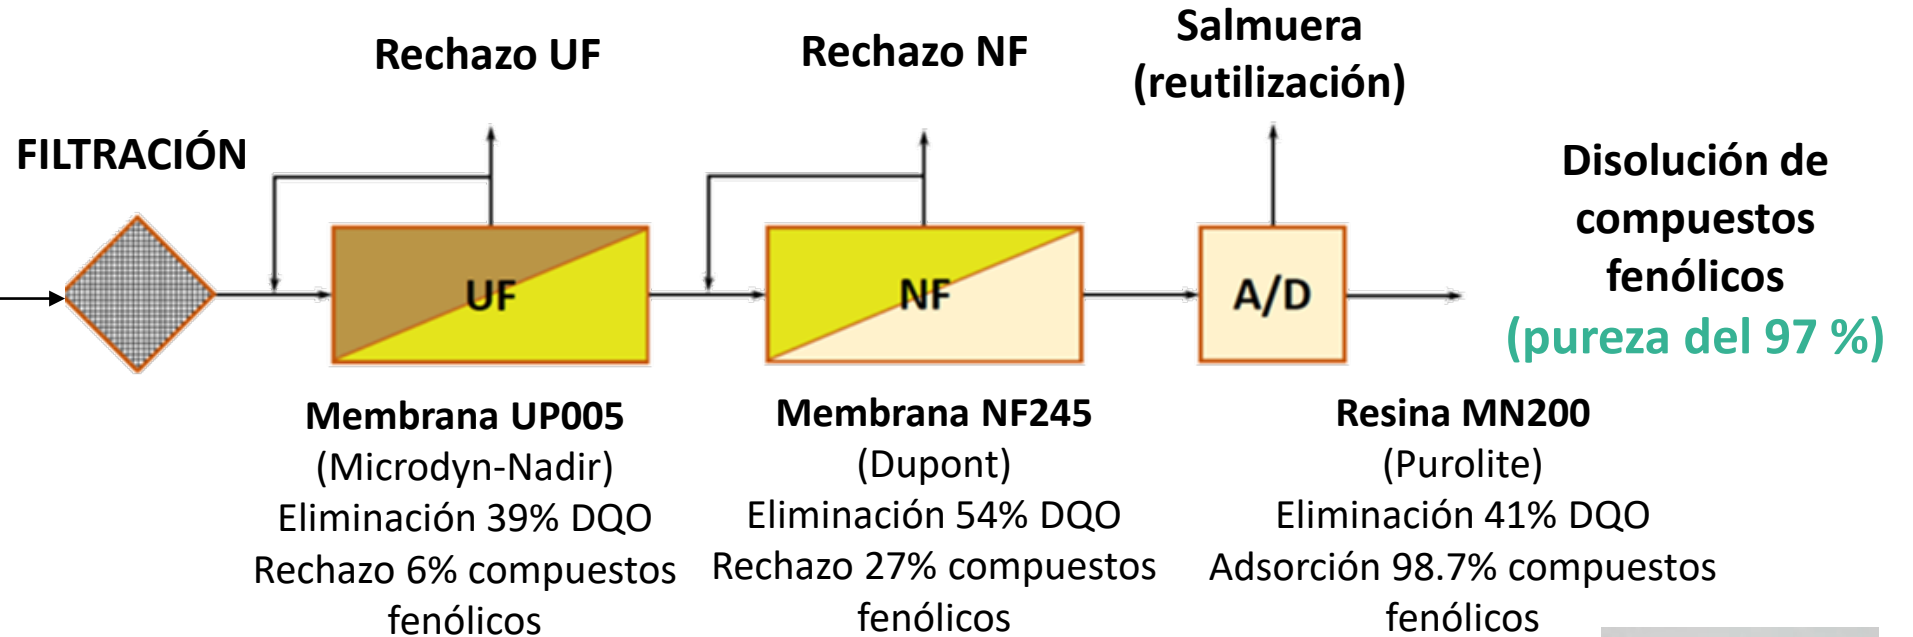 FILTRACIÓN
Rechazo UF
Rechazo NF
Salmuera
(reutilización)
UF
NF
A/D
Disolución de
compuestos
fenólicos
(pureza del 97 %)
Membrana UP005
(Microdyn-Nadir)
Eliminación 39% DQO
Rechazo 6% compuestos
fenólicos
Membrana NF245
(Dupont)
Eliminación 54% DQO
Rechazo 27% compuestos
fenólicos
Resina MN200
(Purolite)
Eliminación 41% DQO
Adsorción 98.7% compuestos
fenólicos